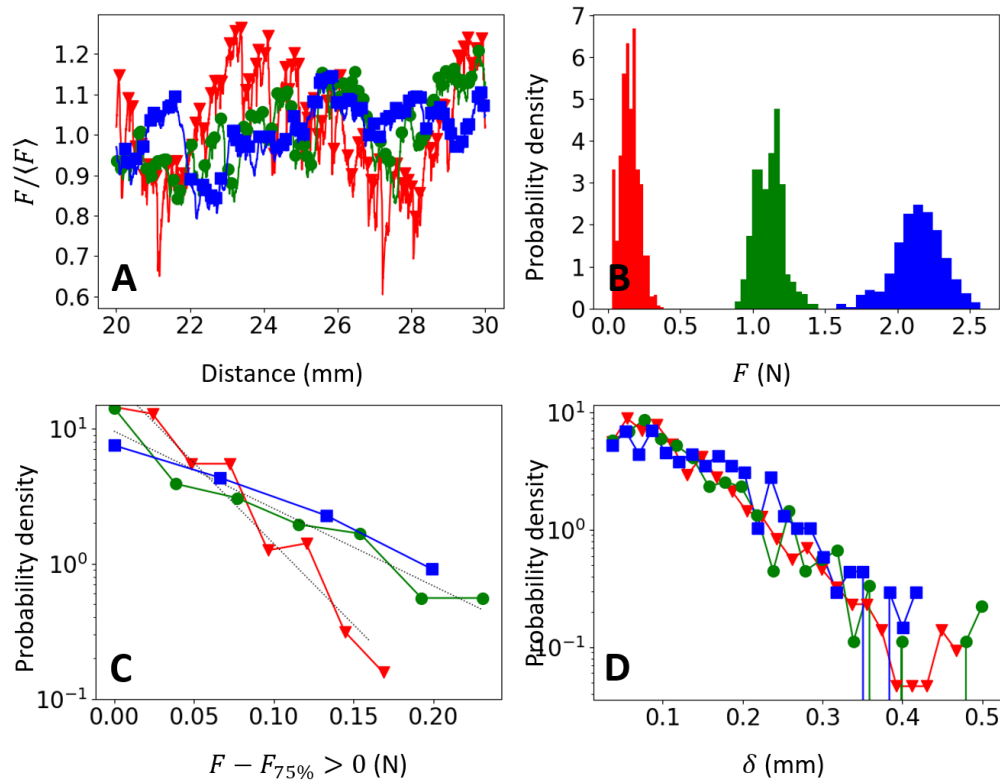 F/⟨F⟩
1.2
1.1
1.0
0.9
0.8
0.7
0.6
20 22 24 26 28 30
Distance (mm)
A
Probability density
7
6
5
4
3
2
1
0
0.0 0.5 1.0 1.5 2.0 2.5
F (N)
B
Probability density
10¹
10⁰
10⁻¹
0.00 0.05 0.10 0.15 0.20
F − F75% > 0 (N)
C
Probability density
10¹
10⁰
10⁻¹
0.1 0.2 0.3 0.4 0.5
δ (mm)
D